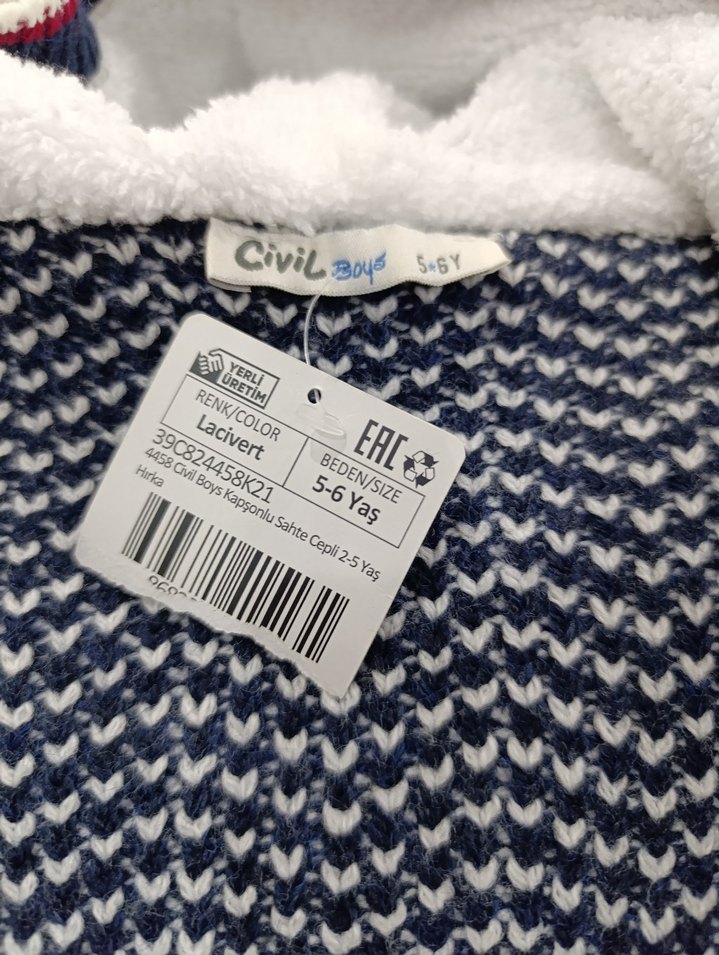 Civil Boys 5*6Y
YERLİ
ÜRETİM
RENK/COLOR
Lacivert
EAC
BEDEN/SIZE
5-6 Yaş
39C824458K21
4458 Civil Boys Kapşonlu Sahte Cepli 2-5 Yaş
Hırka